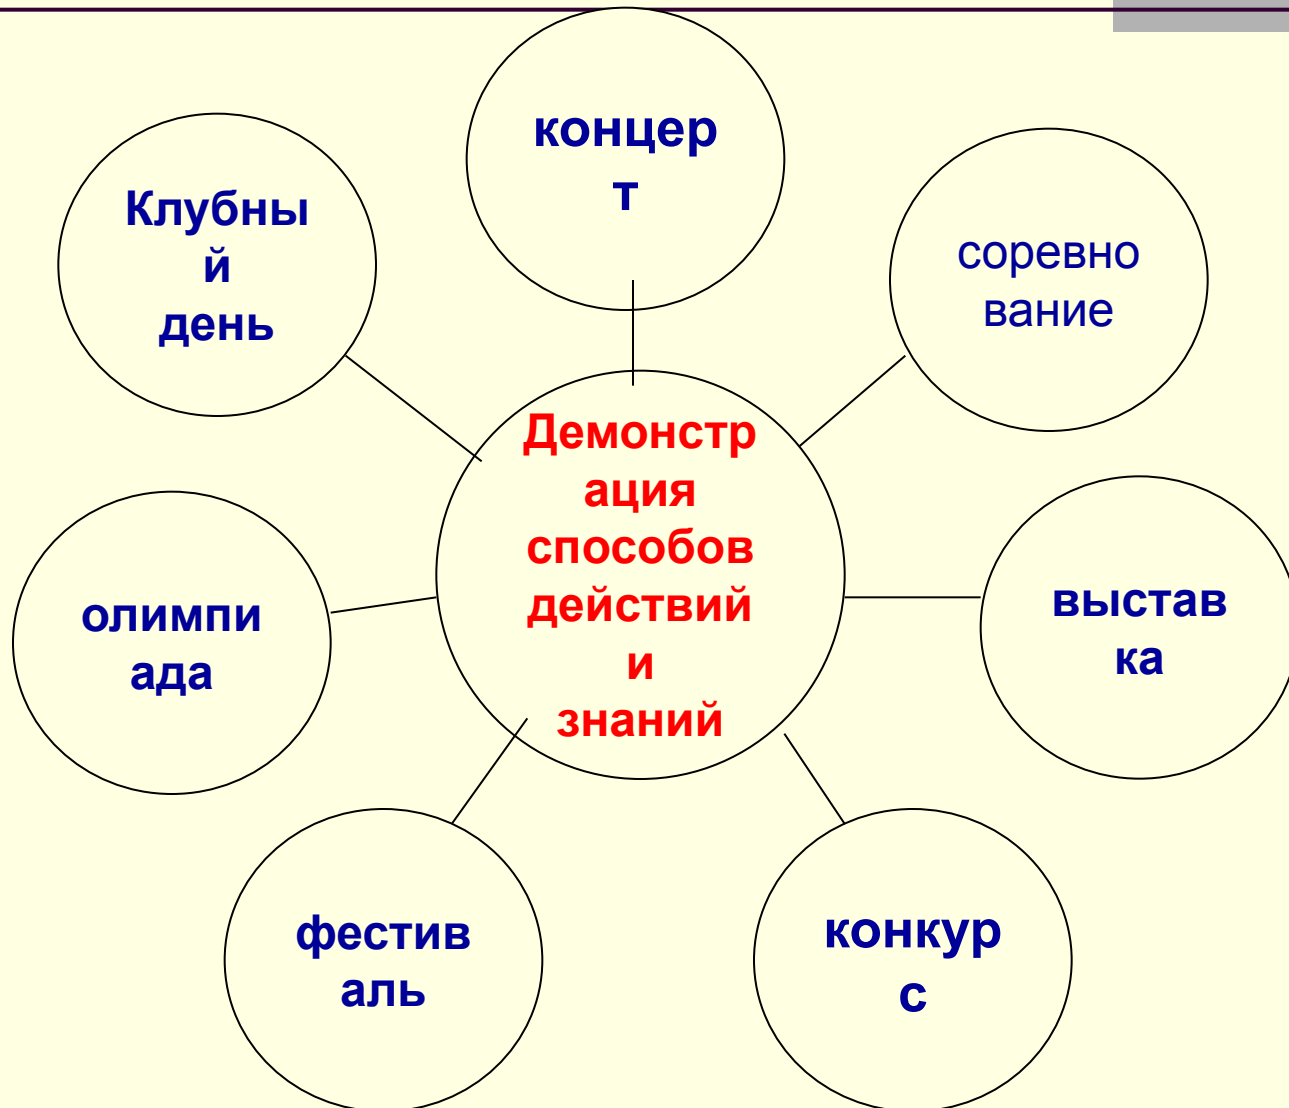 концер
т
Клубны
й
день
соревно
вание
Демонстр
ация
способов
действий
и
знаний
олимпи
ада
выстав
ка
фестив
аль
конкур
с